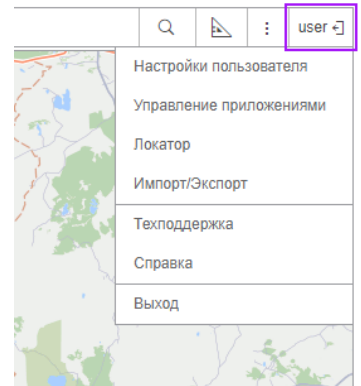 user
Настройки пользователя
Управление приложениями
Локатор
Импорт/Экспорт
Техподдержка
Справка
Выход